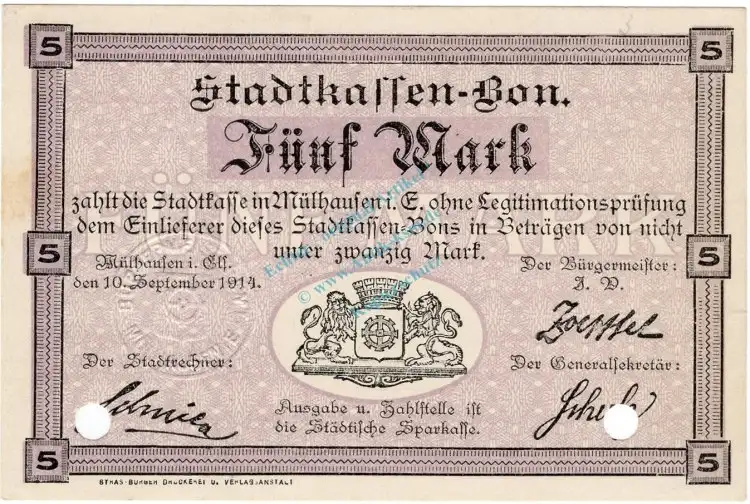 5 5
Stadtkassen-Bon.
Fünf Mark
zahlt die Stadtkasse in Mülhausen i. E. ohne Legitimationsprüfung
dem Einlieferer dieses Stadtkassen-Bons in Beträgen von nicht
unter zwanzig Mark.
FÜNF MARK
5 5
Mülhausen i. Els.
den 10. September 1914.
Der Bürgermeister:
J. V.
Der Stadtrechner:
Der Generalsekretär:
Ausgabe u. Zahlstelle ist
die Städtische Sparkasse.
5 5
STRASSBURGER DRUCKEREI U. VERLAGSANSTALT